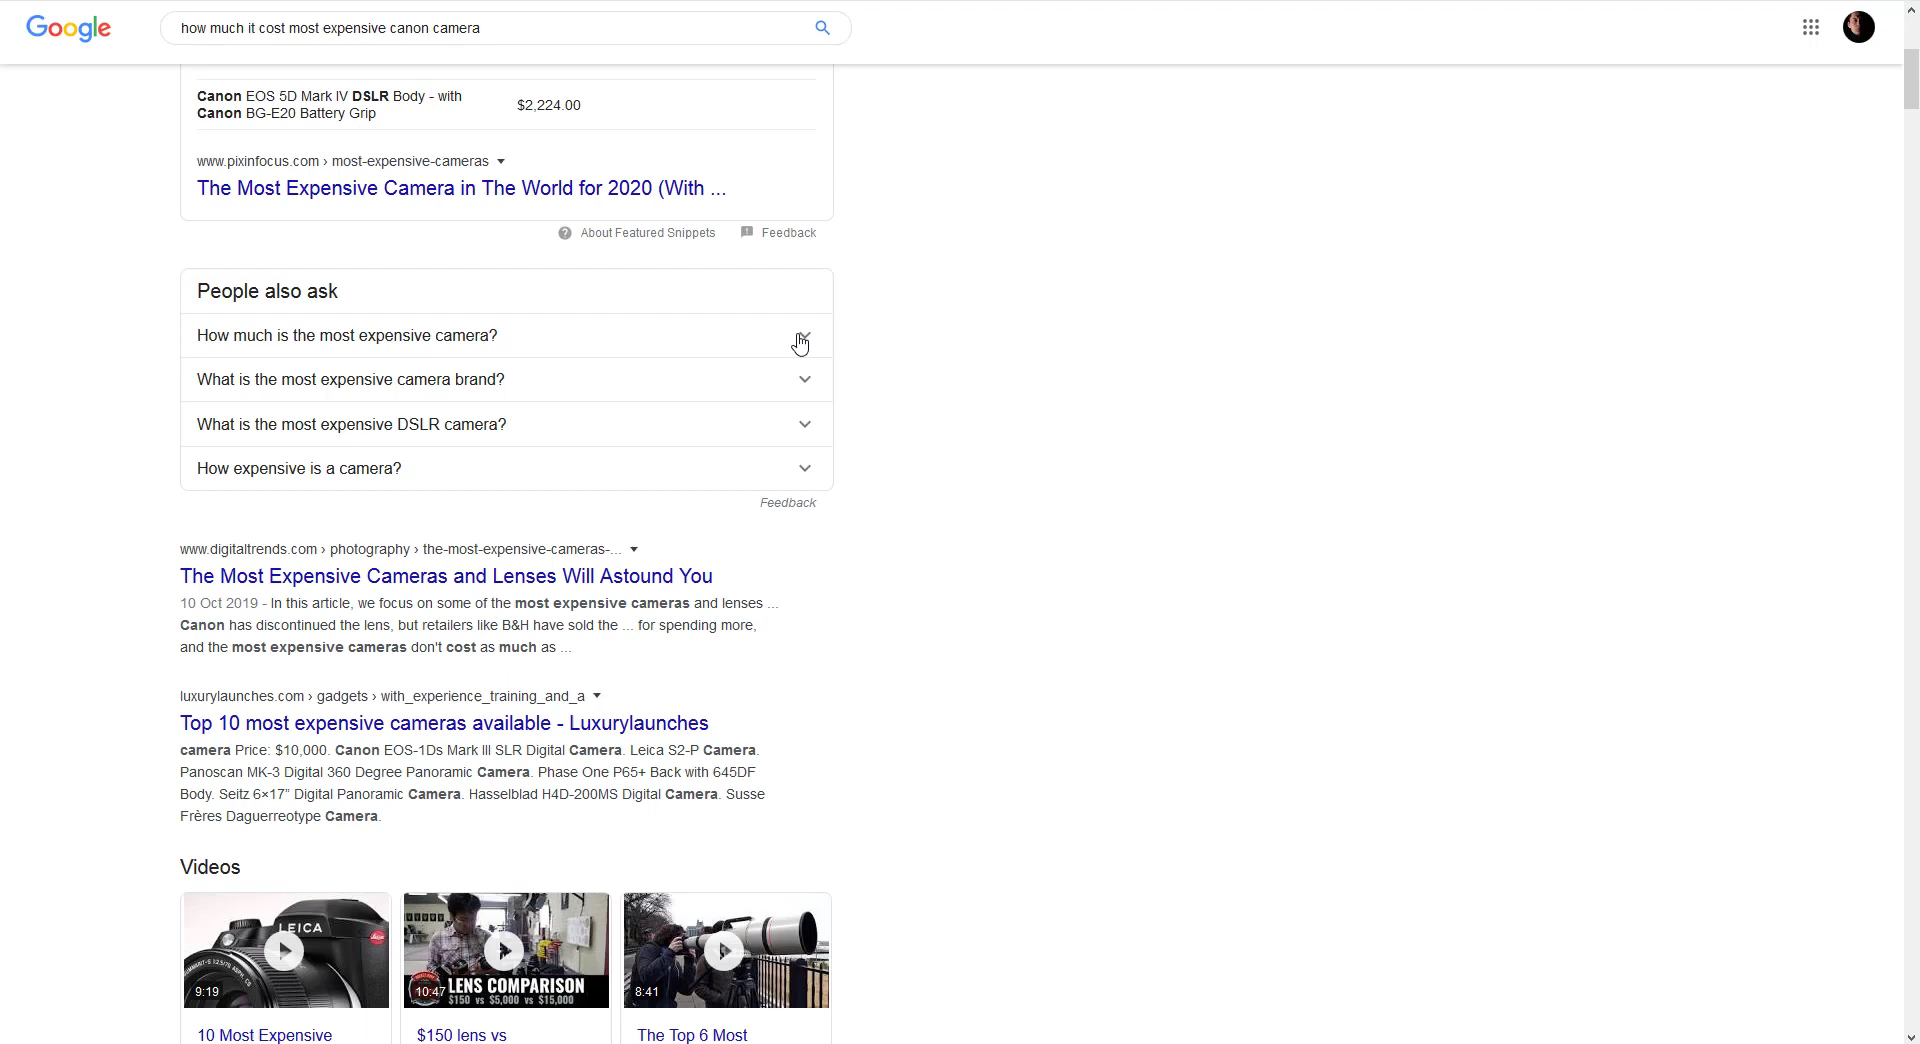 Google
how much it cost most expensive canon camera
Canon EOS 5D Mark IV DSLR Body - with
Canon BG-E20 Battery Grip
$2,224.00
www.pixinfocus.com › most-expensive-cameras
The Most Expensive Camera in The World for 2020 (With ...
About Featured Snippets
Feedback
People also ask
How much is the most expensive camera?
What is the most expensive camera brand?
What is the most expensive DSLR camera?
How expensive is a camera?
Feedback
www.digitaltrends.com › photography › the-most-expensive-cameras-...
The Most Expensive Cameras and Lenses Will Astound You
10 Oct 2019 - In this article, we focus on some of the most expensive cameras and lenses ...
Canon has discontinued the lens, but retailers like B&H have sold the ... for spending more,
and the most expensive cameras don't cost as much as ...
luxurylaunches.com › gadgets › with_experience_training_and_a
Top 10 most expensive cameras available - Luxurylaunches
camera Price: $10,000. Canon EOS-1Ds Mark III SLR Digital Camera. Leica S2-P Camera.
Panoscan MK-3 Digital 360 Degree Panoramic Camera. Phase One P65+ Back with 645DF
Body. Seitz 6×17” Digital Panoramic Camera. Hasselblad H4D-200MS Digital Camera. Susse
Frères Daguerreotype Camera.
Videos
LEICA
9:19
LENS COMPARISON
10:47
$150 vs $5,000 vs $15,000
8:41
10 Most Expensive
$150 lens vs
The Top 6 Most